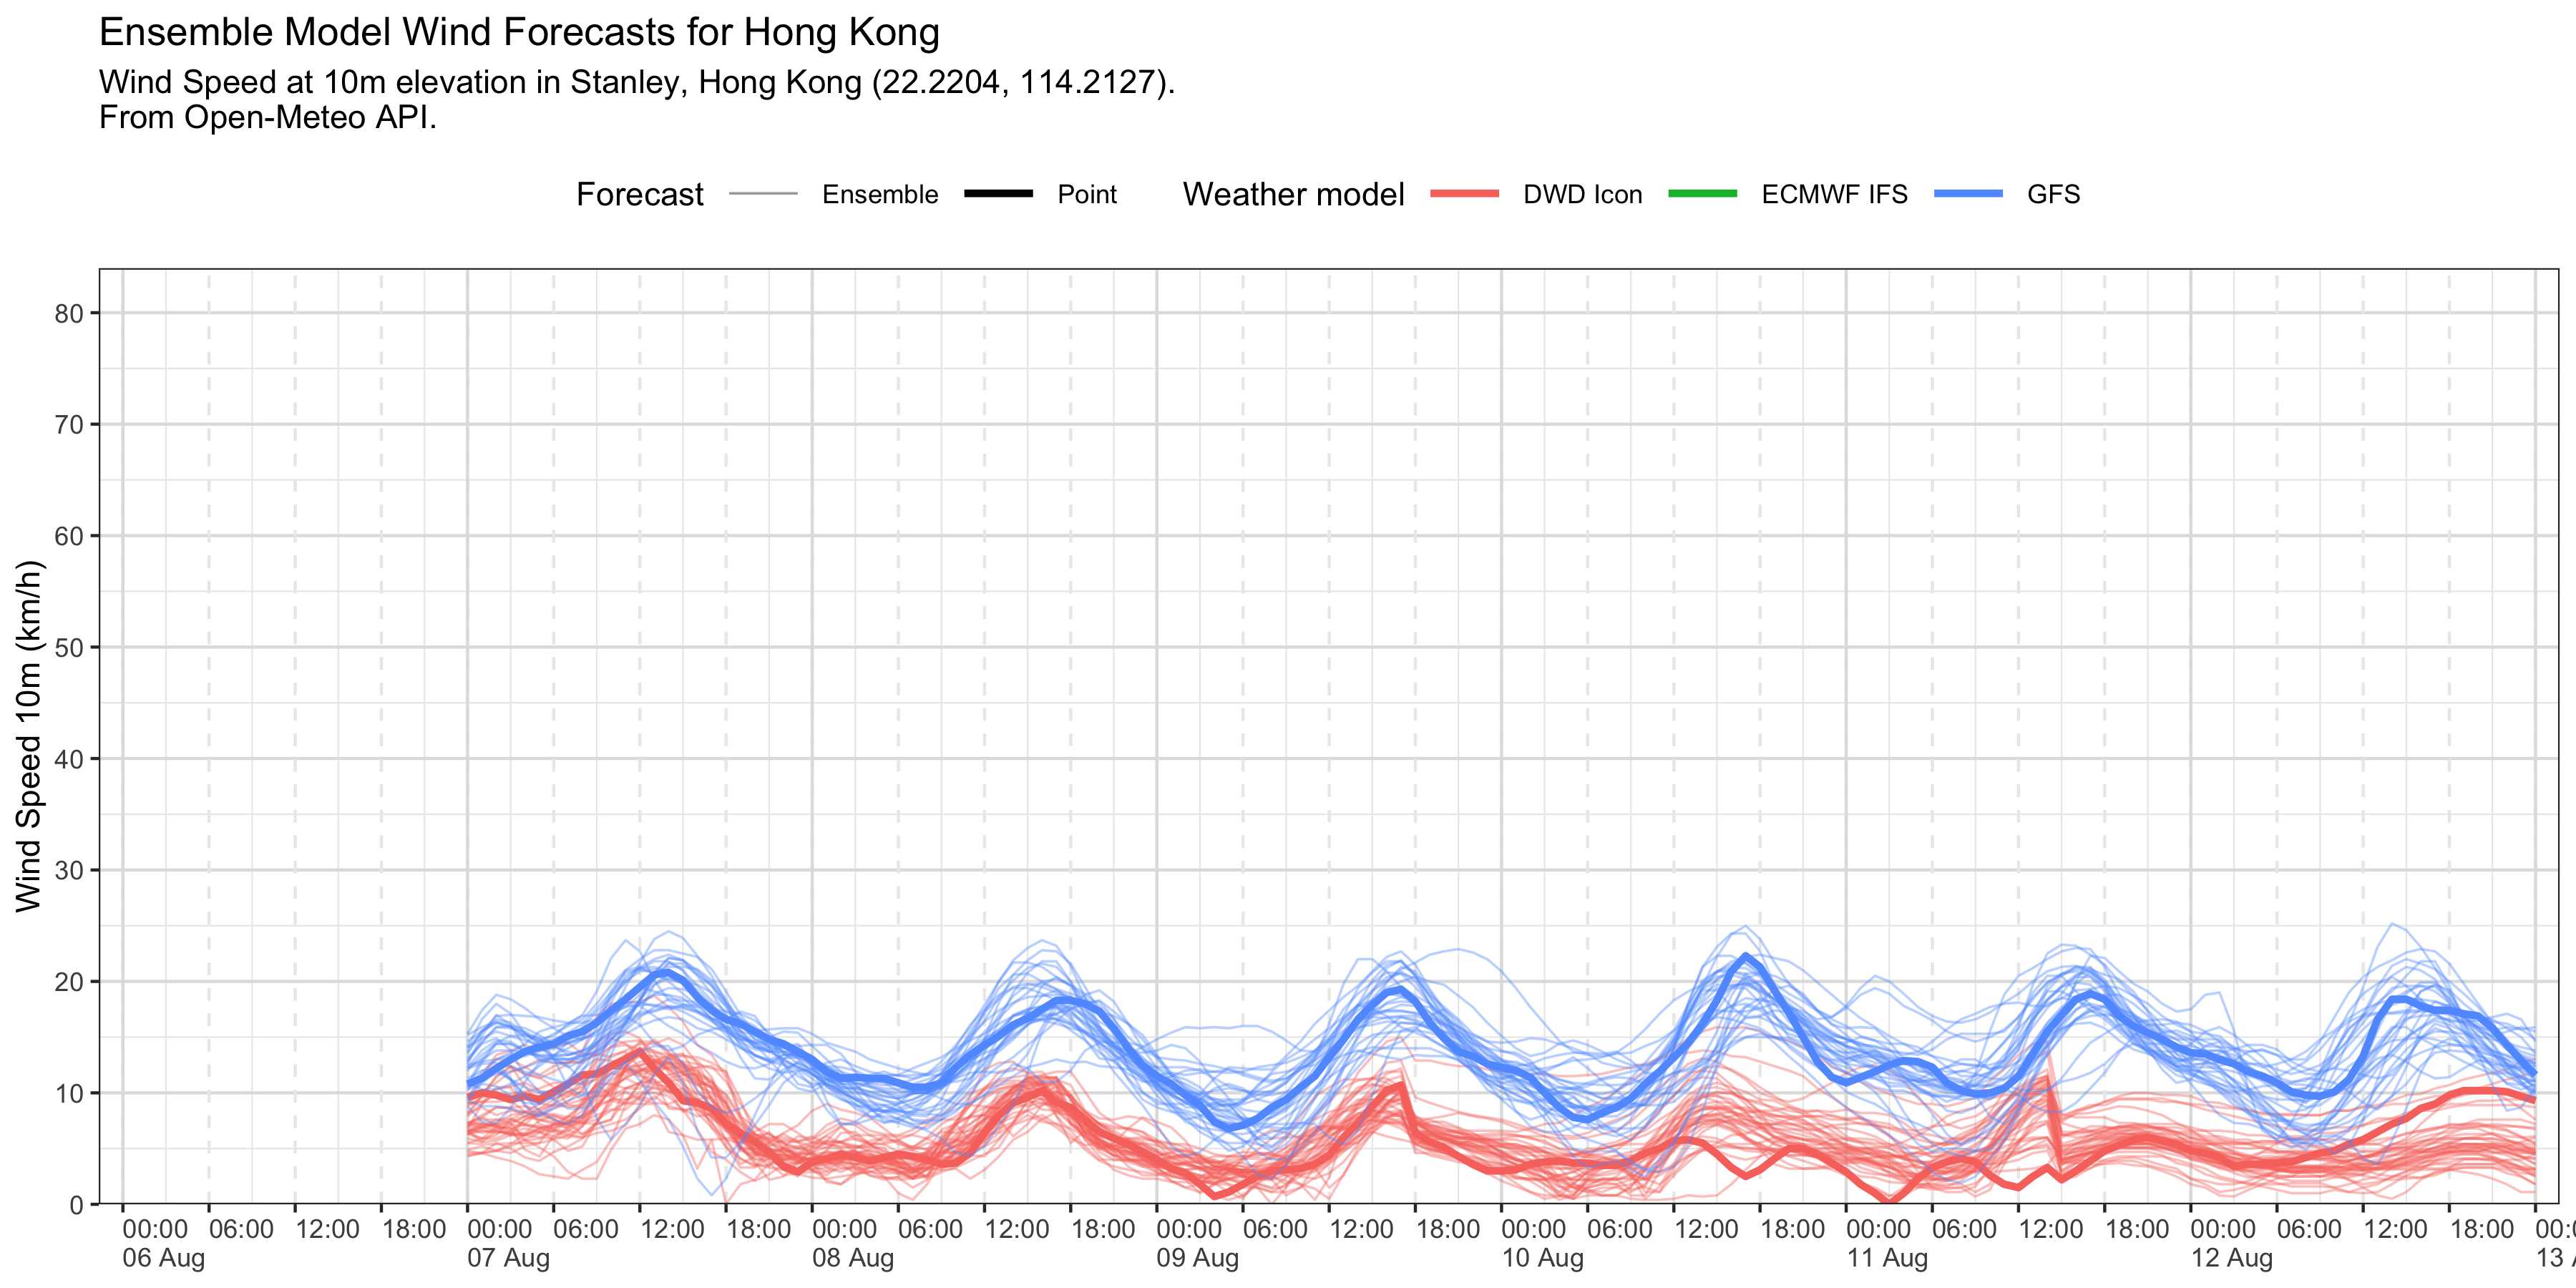 Ensemble Model Wind Forecasts for Hong Kong
Wind Speed at 10m elevation in Stanley, Hong Kong (22.2204, 114.2127).
From Open-Meteo API.
Forecast Ensemble Point Weather model DWD Icon ECMWF IFS GFS
Wind Speed 10m (km/h)
80
70
60
50
40
30
20
10
0
00:00 06:00 12:00 18:00 00:00 06:00 12:00 18:00 00:00 06:00 12:00 18:00 00:00 06:00 12:00 18:00 00:00 06:00 12:00 18:00 00:00 06:00 12:00 18:00 00:00 06:00 12:00 18:00 00:0
06 Aug 07 Aug 08 Aug 09 Aug 10 Aug 11 Aug 12 Aug 13